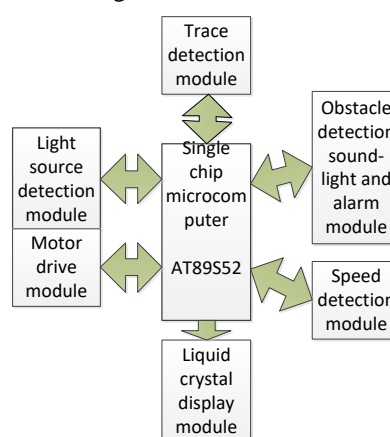 Trace
detection
module
Light
source
detection
module
Motor
drive
module
Single
chip
microcom
puter
AT89S52
Obstacle
detection
sound-
light and
alarm
module
Speed
detection
module
Liquid
crystal
display
module